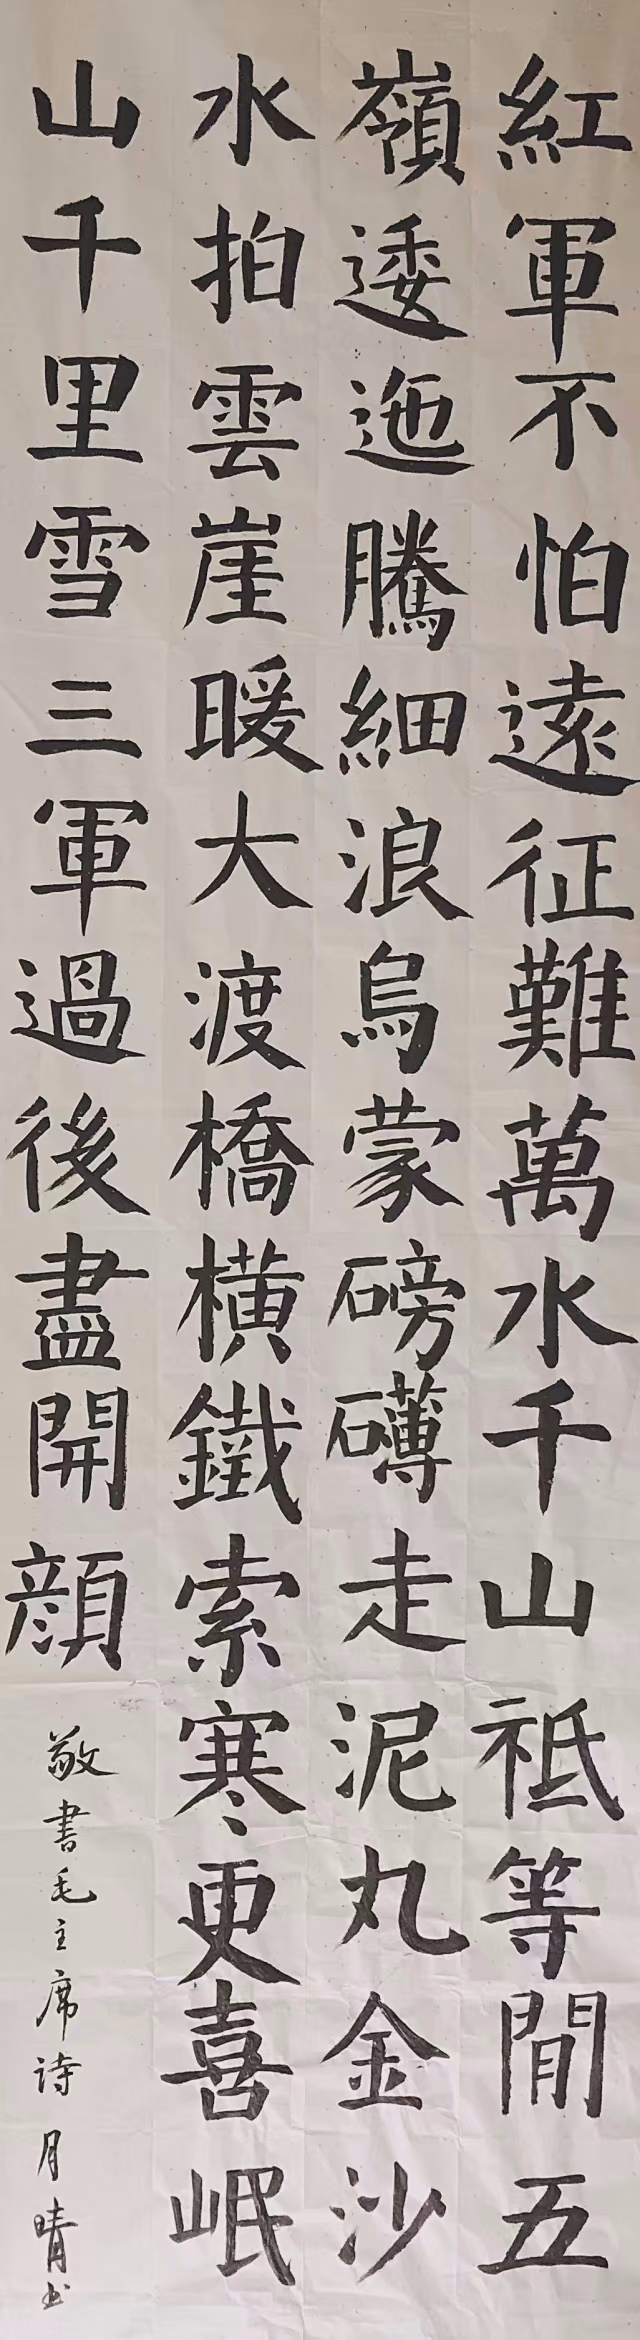 紅軍不怕遠征難萬水千山祗等閒五
嶺逶迤騰細浪烏蒙磅礴走泥丸金沙
水拍雲崖暖大渡橋橫鐵索寒更喜岷
山千里雪三軍過後盡開顔
敬書毛主席诗 月晴书